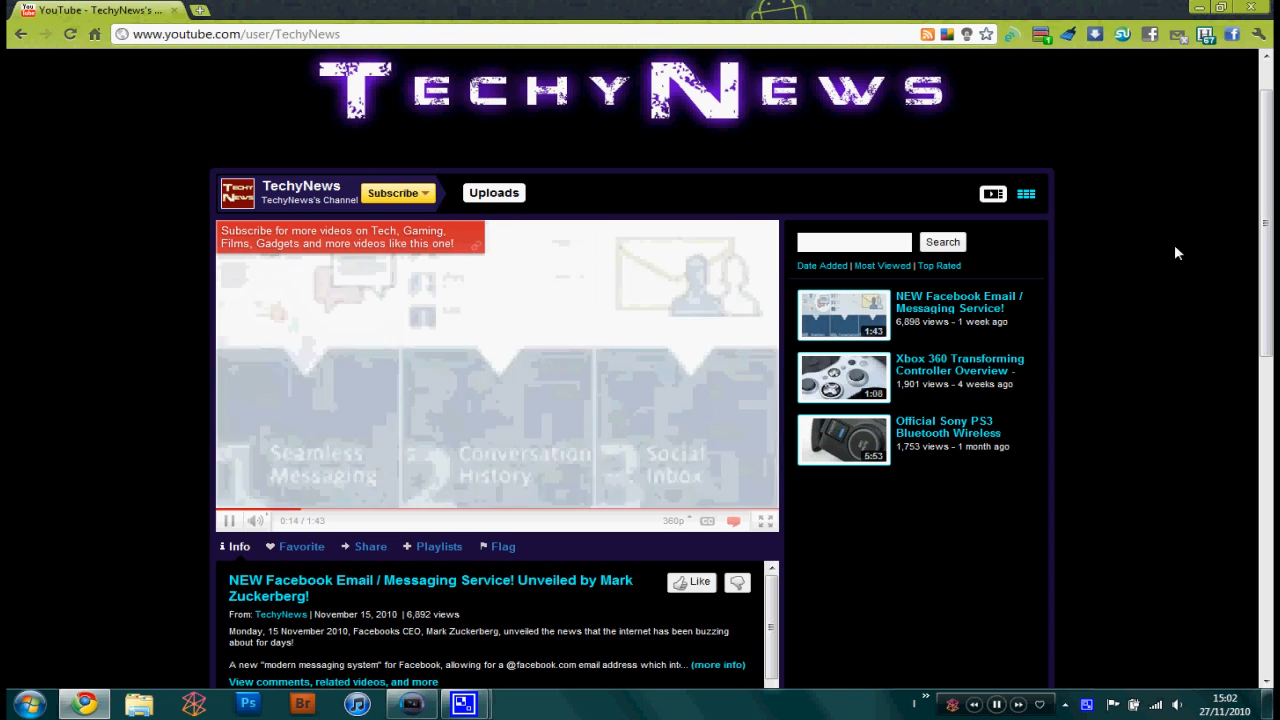 YouTube - TechyNews's ...
www.youtube.com/user/TechyNews
1
67
TECHYNEWS
TECHY NEWS
TechyNews
TechyNews's Channel
Subscribe
Uploads
Subscribe for more videos on Tech, Gaming,
Films, Gadgets and more videos like this one!
Messaging
Conversation
History
Social
Inbox
0:14 / 1:43
360p
CC
Info
Favorite
Share
Playlists
Flag
NEW Facebook Email / Messaging Service! Unveiled by Mark
Zuckerberg!
Like
From: TechyNews | November 15, 2010 | 6,892 views
Monday, 15 November 2010, Facebooks CEO, Mark Zuckerberg, unveiled the news that the internet has been buzzing
about for days!
A new "modern messaging system" for Facebook, allowing for a @facebook.com email address which int... (more info)
View comments, related videos, and more
Search
Date Added | Most Viewed | Top Rated
NEW Facebook Email /
Messaging Service!
6,898 views - 1 week ago
1:43
Xbox 360 Transforming
Controller Overview -
1,901 views - 4 weeks ago
1:08
Official Sony PS3
Bluetooth Wireless
1,753 views - 1 month ago
5:53
Ps
Br
15:02
27/11/2010